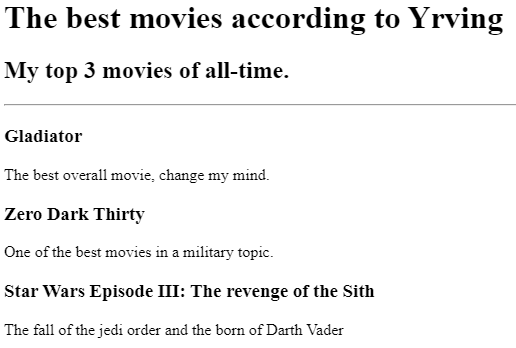 The best movies according to Yrving
My top 3 movies of all-time.
Gladiator
The best overall movie, change my mind.
Zero Dark Thirty
One of the best movies in a military topic.
Star Wars Episode III: The revenge of the Sith
The fall of the jedi order and the born of Darth Vader